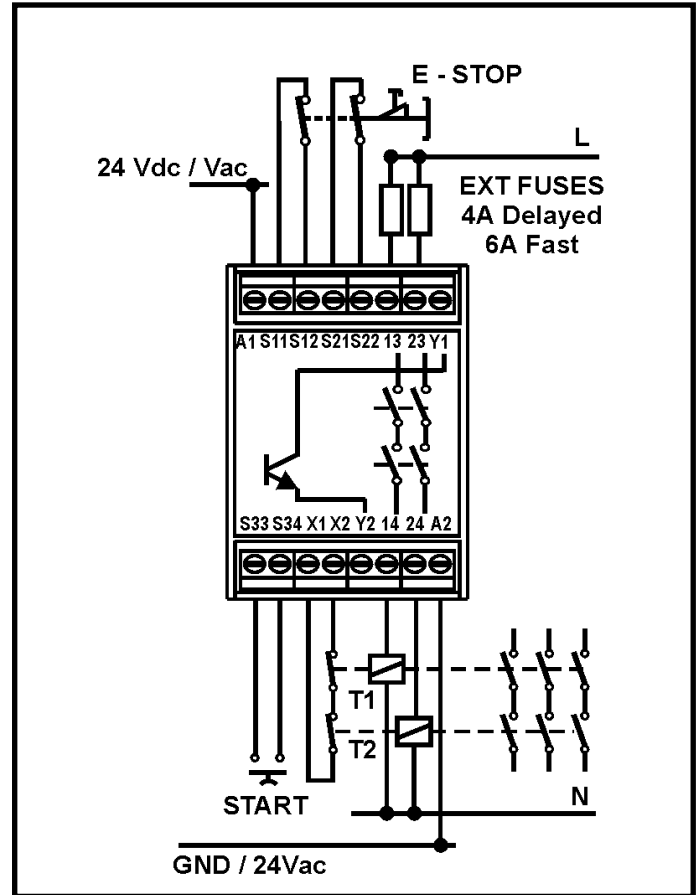 E - STOP
L
24 Vdc / Vac
EXT FUSES
4A Delayed
6A Fast
A1 S11 S12 S21 S22 13 23 Y1
S33 S34 X1 X2 Y2 14 24 A2
T1
T2
START
N
GND / 24Vac